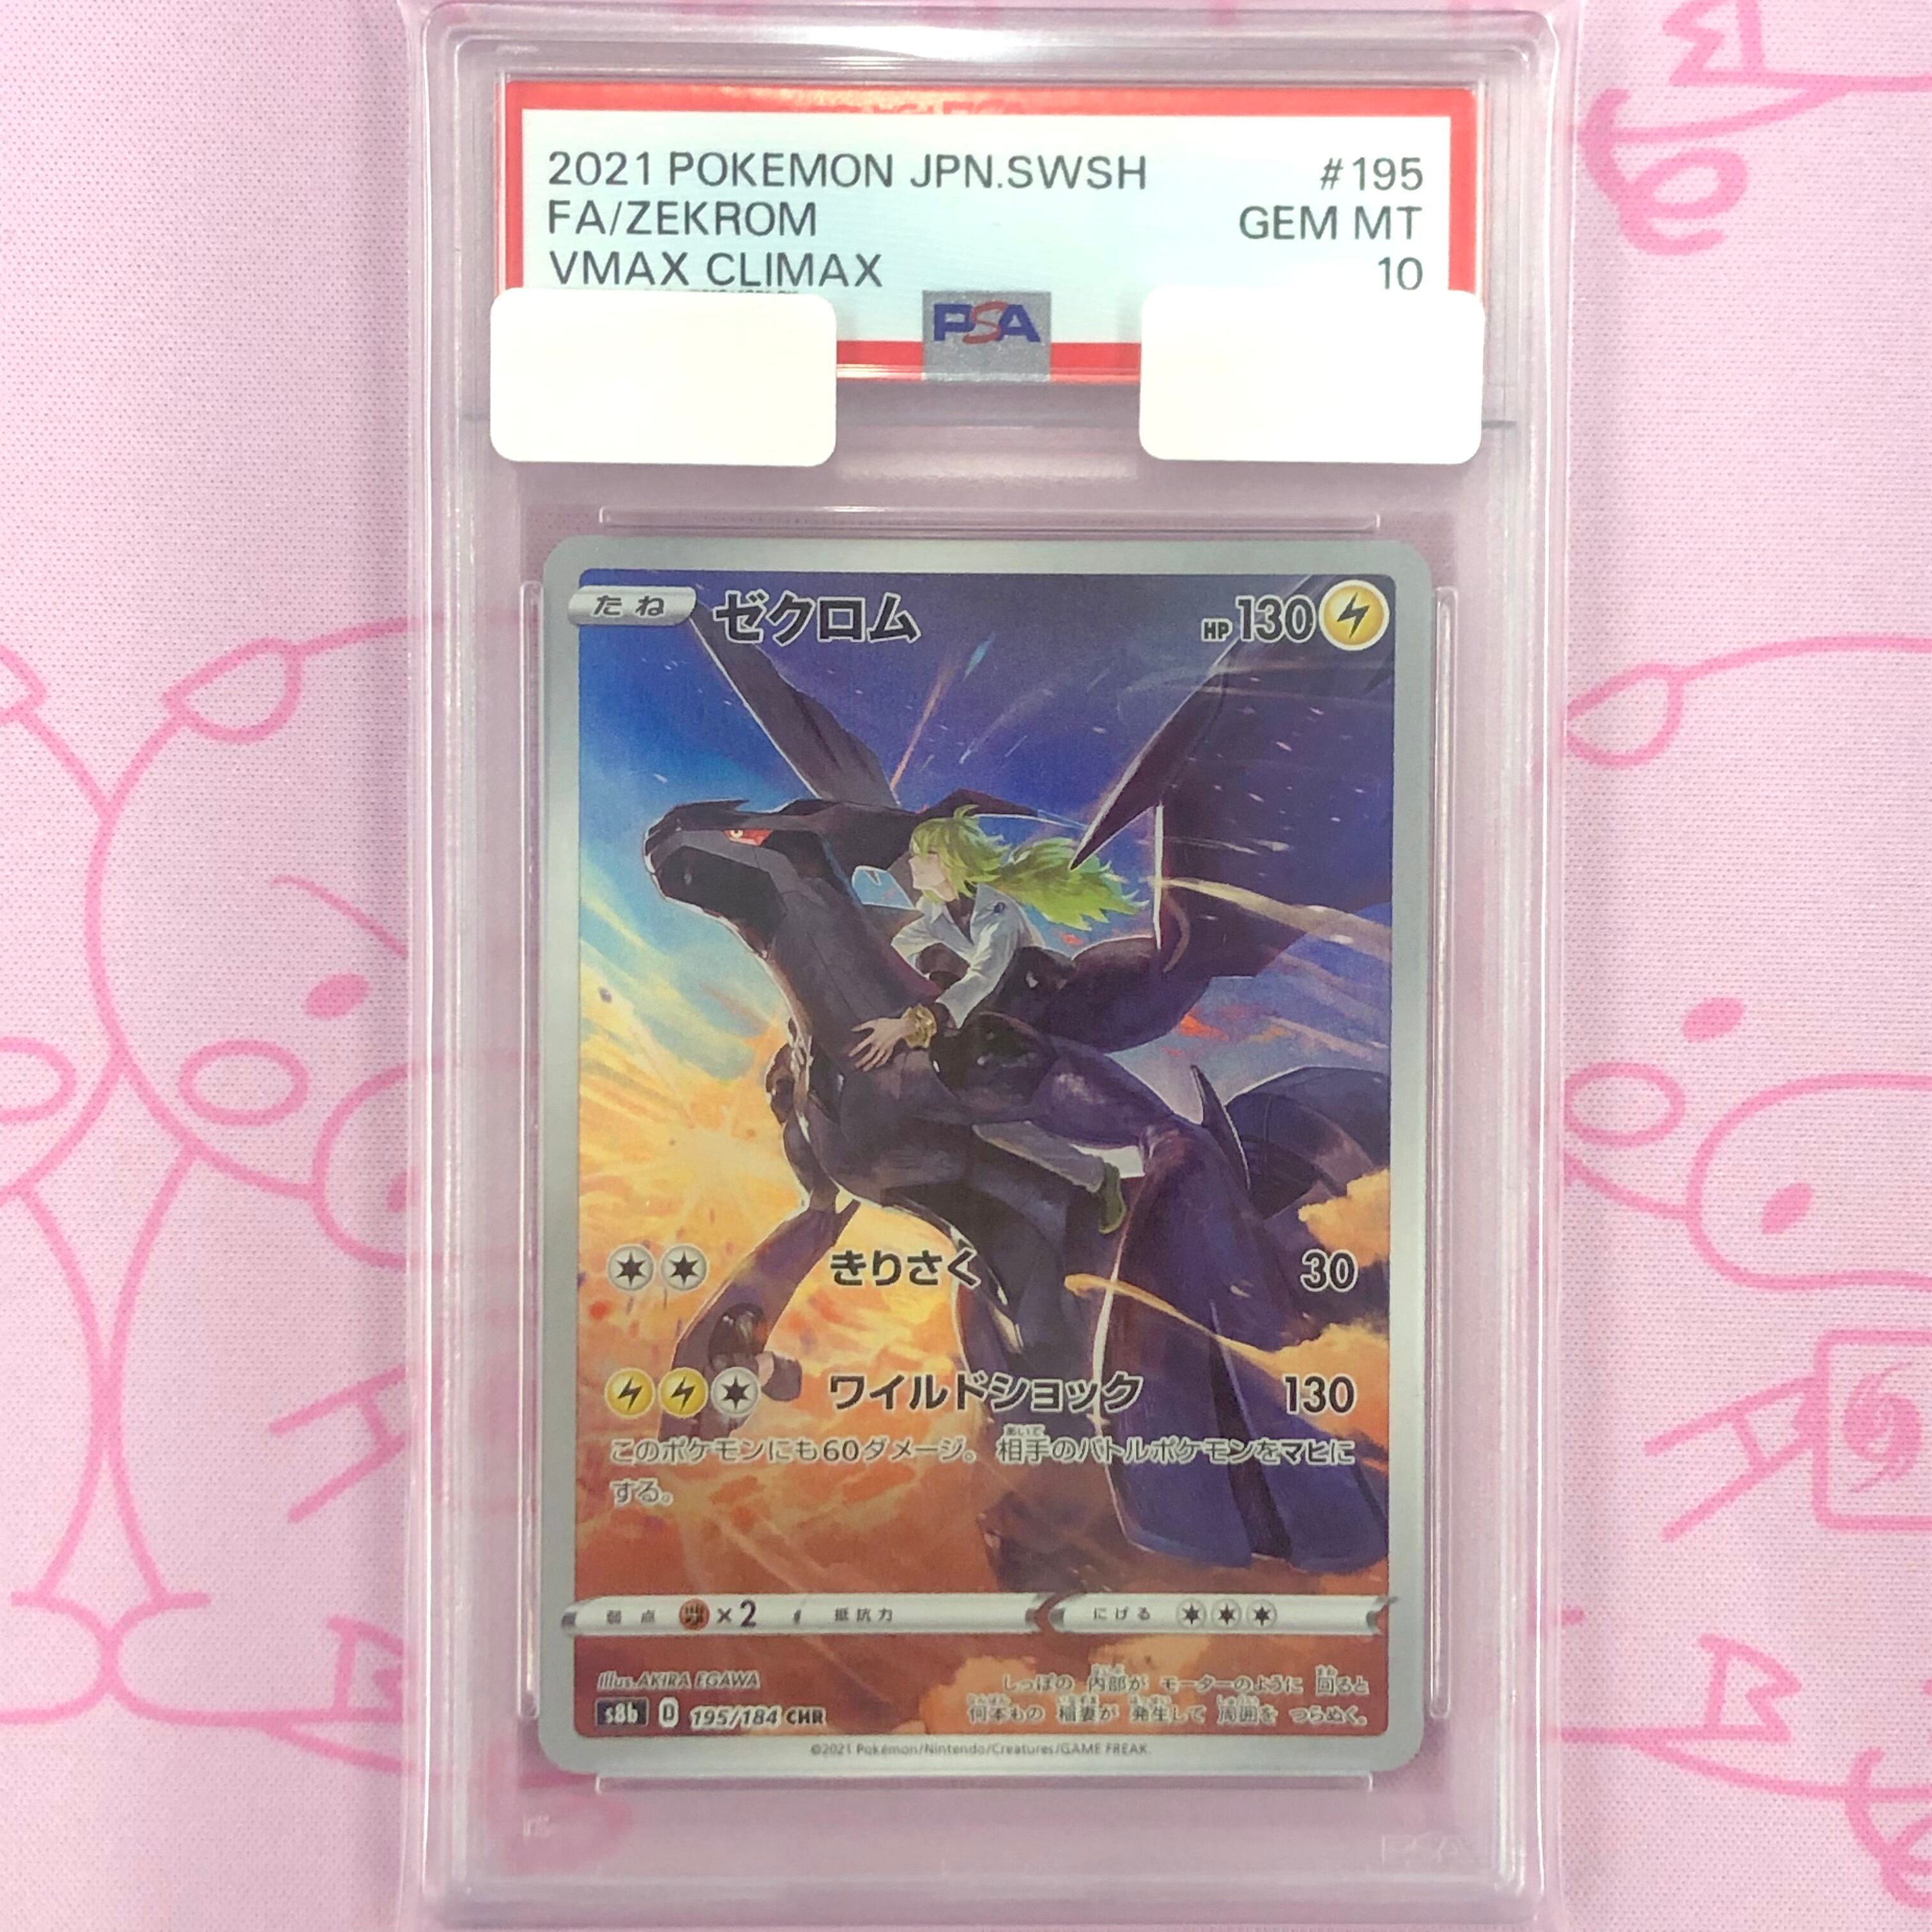 2021 POKEMON JPN.SWSH #195
FA/ZEKROM GEM MT
VMAX CLIMAX 10
PSA
たね ゼクロム HP 130
きりさく 30
ワイルドショック 130
このポケモンにも60ダメージ。相手のバトルポケモンをマヒに
する。
弱点 ×2 抵抗力 にげる
Illus. AKIRA EGAWA
しっぽの 内部が モーターのように 回ると
何本もの 稲妻が 発生して 周囲を つらぬく。
s8b D 195/184 CHR
©2021 Pokémon/Nintendo/Creatures/GAME FREAK.
PSA